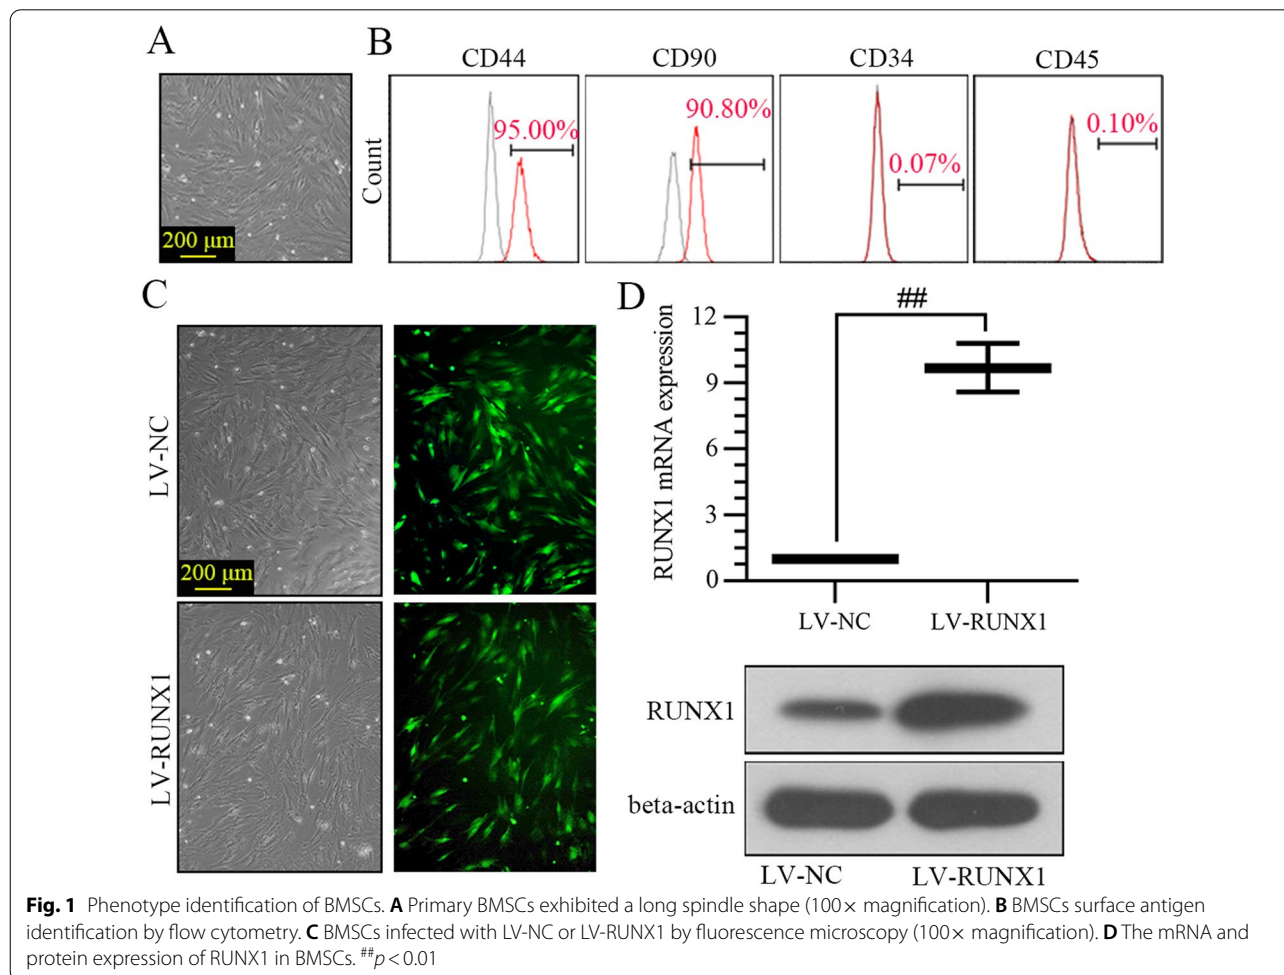 A
200 μm
B
CD44
CD90
CD34
CD45
Count
95.00%
90.80%
0.07%
0.10%
C
LV-NC
200 μm
LV-RUNX1
D
RUNX1 mRNA expression
12
9
6
3
0
##
LV-NC
LV-RUNX1
RUNX1
beta-actin
LV-NC
LV-RUNX1
Fig. 1 Phenotype identification of BMSCs. A Primary BMSCs exhibited a long spindle shape (100× magnification). B BMSCs surface antigen
identification by flow cytometry. C BMSCs infected with LV-NC or LV-RUNX1 by fluorescence microscopy (100× magnification). D The mRNA and
protein expression of RUNX1 in BMSCs. ##p < 0.01